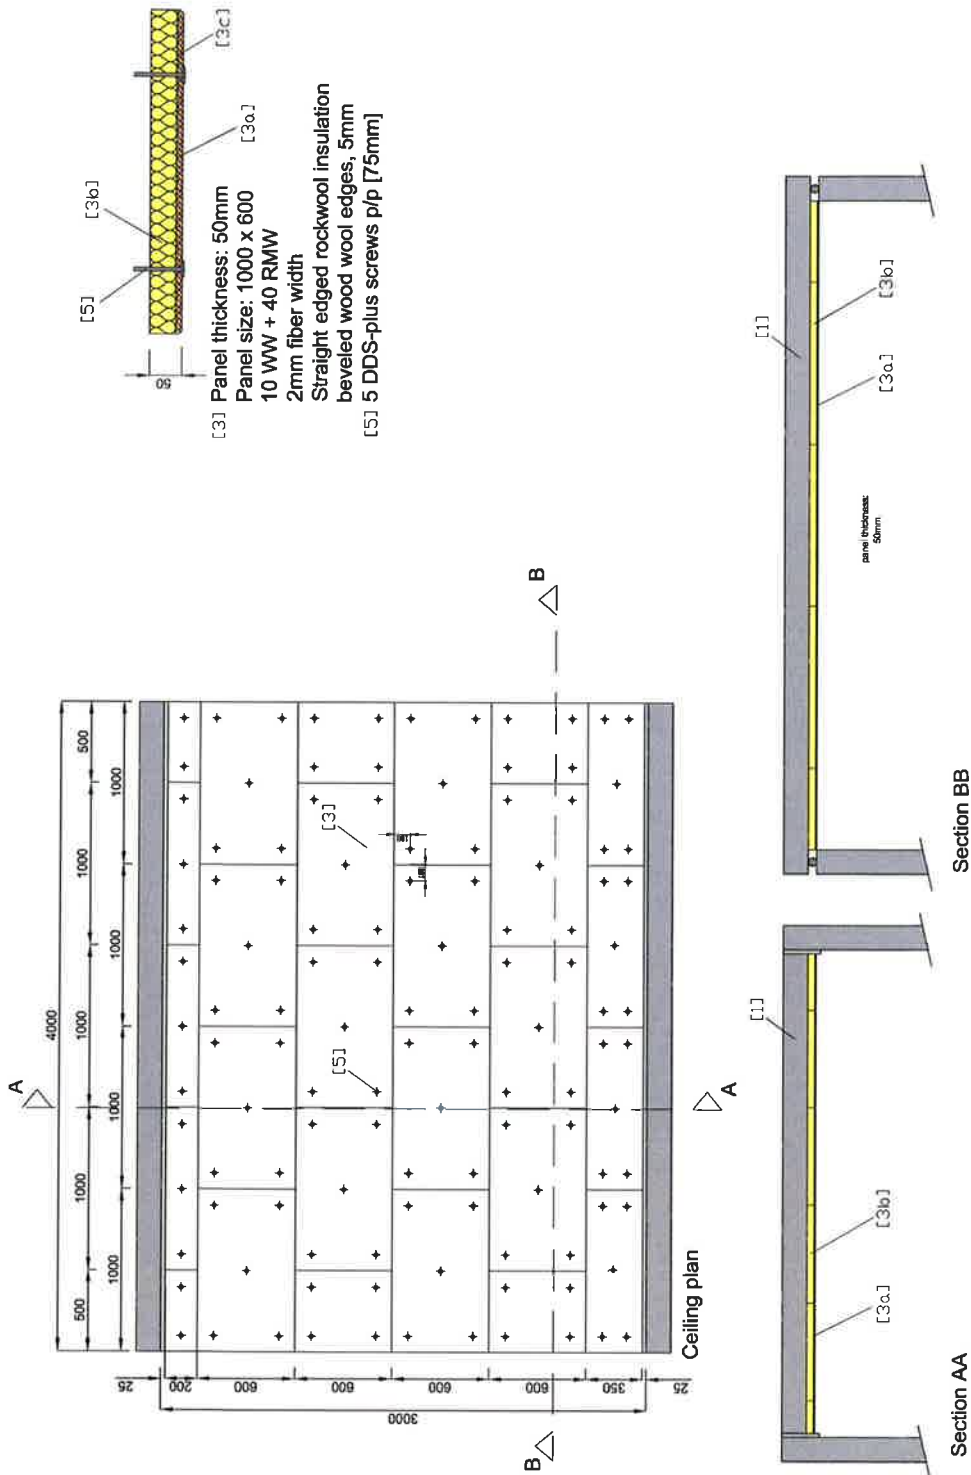 [5]
[3b]
[3a]
[3c]
50
[3] Panel thickness: 50mm
Panel size: 1000 x 600
10 WW + 40 RMW
2mm fiber width
Straight edged rockwool insulation
beveled wood wool edges, 5mm
[5] 5 DDS-plus screws p/p [75mm]
A
4000
500
1000
1000
1000
500
1000
1000
1000
1000
25
200
600
600
600
600
350
25
3000
[3]
[5]
B
B
A
Ceiling plan
[1]
[3a]
[3b]
Section AA
[1]
[3a]
[3b]
panel thickness:
50mm
Section BB